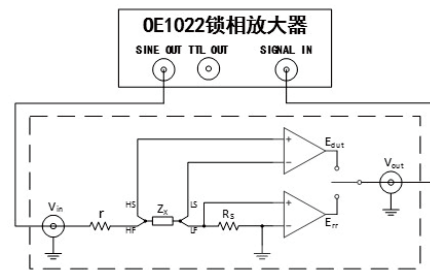 OE1022锁相放大器
SINE OUT TTL OUT SIGNAL IN
Edut
Vout
HS
LS
Vin
r
Zx
Rs
HF
LF
Err